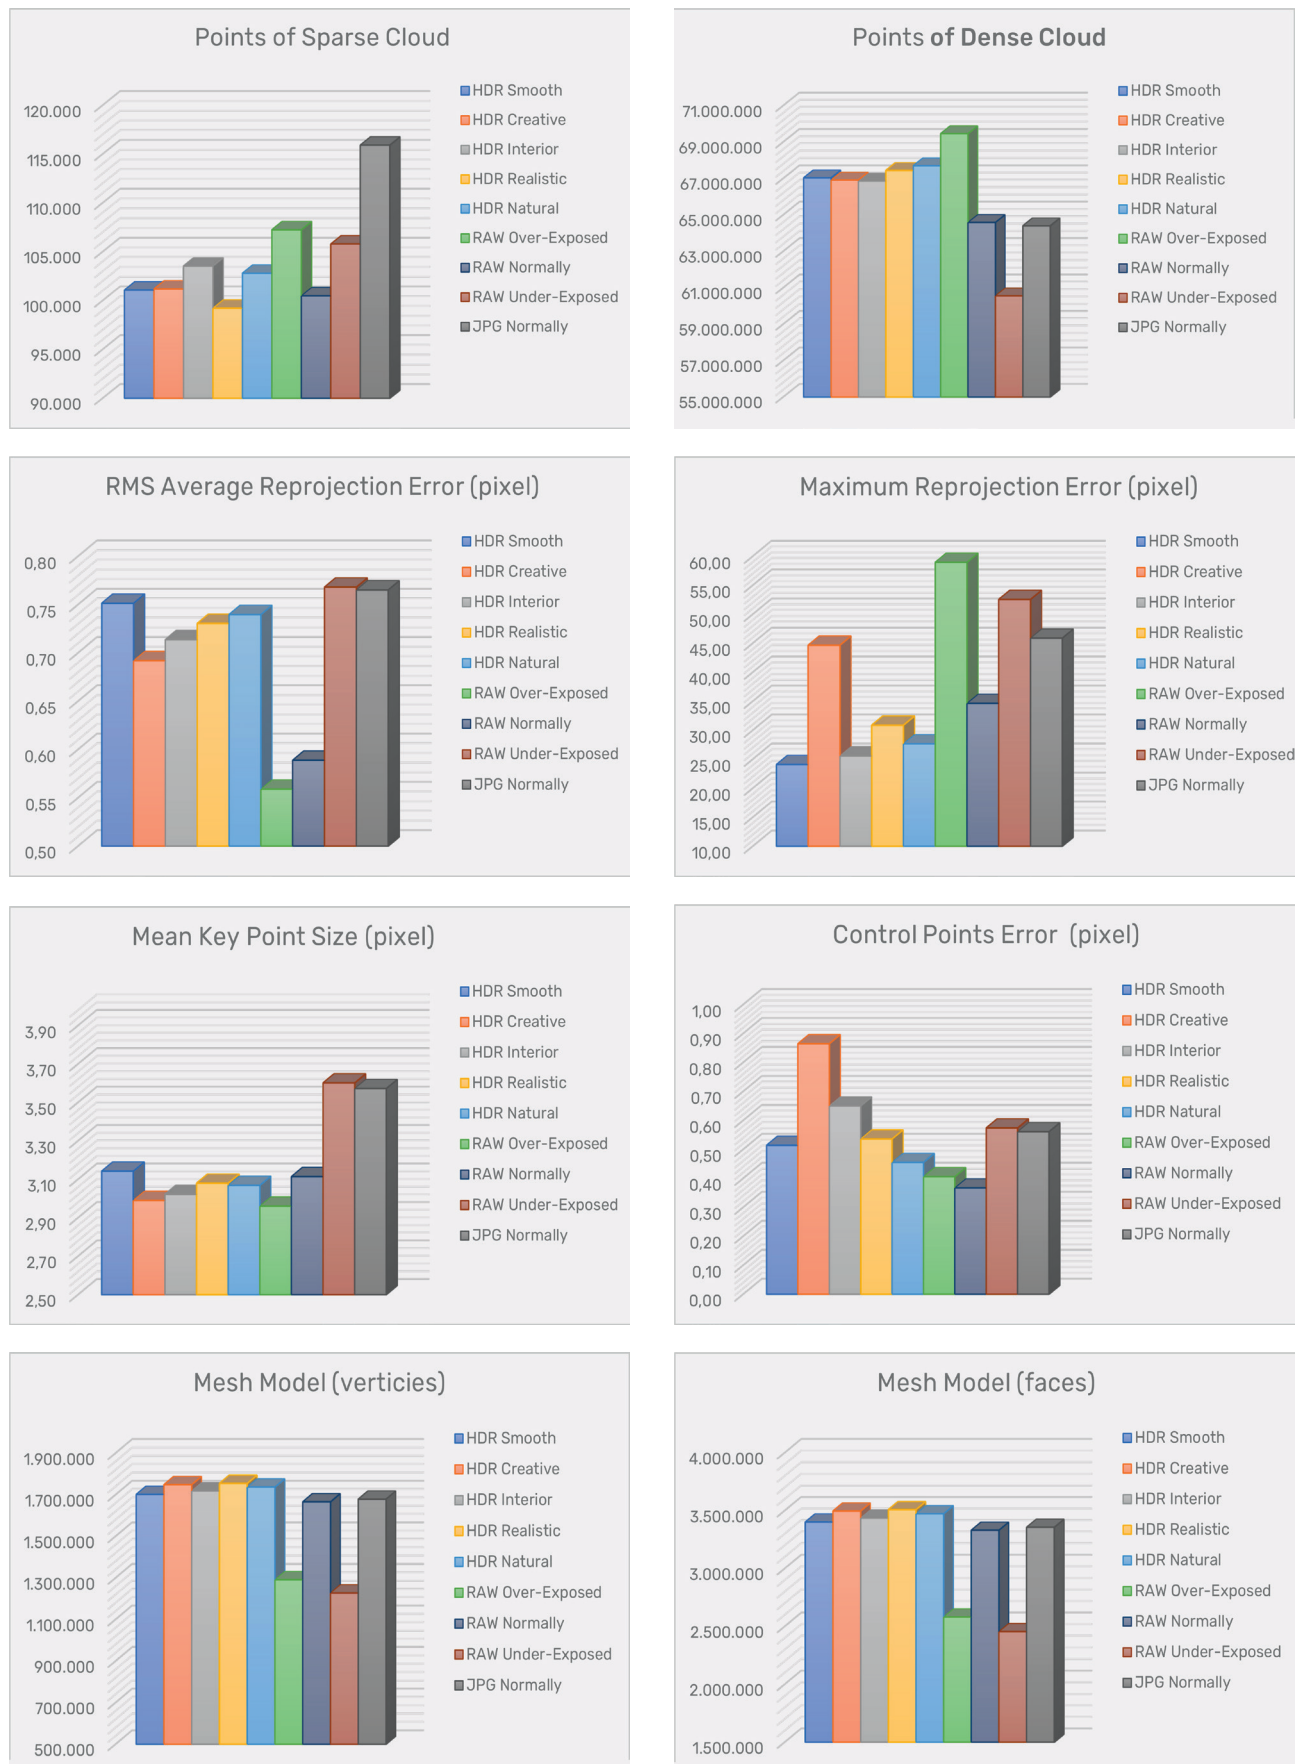 Points of Sparse Cloud
120.000
115.000
110.000
105.000
100.000
95.000
90.000
HDR Smooth
HDR Creative
HDR Interior
HDR Realistic
HDR Natural
RAW Over-Exposed
RAW Normally
RAW Under-Exposed
JPG Normally
Points of Dense Cloud
71.000.000
69.000.000
67.000.000
65.000.000
63.000.000
61.000.000
59.000.000
57.000.000
55.000.000
HDR Smooth
HDR Creative
HDR Interior
HDR Realistic
HDR Natural
RAW Over-Exposed
RAW Normally
RAW Under-Exposed
JPG Normally
RMS Average Reprojection Error (pixel)
0,80
0,75
0,70
0,65
0,60
0,55
0,50
HDR Smooth
HDR Creative
HDR Interior
HDR Realistic
HDR Natural
RAW Over-Exposed
RAW Normally
RAW Under-Exposed
JPG Normally
Maximum Reprojection Error (pixel)
60,00
55,00
50,00
45,00
40,00
35,00
30,00
25,00
20,00
15,00
10,00
HDR Smooth
HDR Creative
HDR Interior
HDR Realistic
HDR Natural
RAW Over-Exposed
RAW Normally
RAW Under-Exposed
JPG Normally
Mean Key Point Size (pixel)
3,90
3,70
3,50
3,30
3,10
2,90
2,70
2,50
HDR Smooth
HDR Creative
HDR Interior
HDR Realistic
HDR Natural
RAW Over-Exposed
RAW Normally
RAW Under-Exposed
JPG Normally
Control Points Error (pixel)
1,00
0,90
0,80
0,70
0,60
0,50
0,40
0,30
0,20
0,10
0,00
HDR Smooth
HDR Creative
HDR Interior
HDR Realistic
HDR Natural
RAW Over-Exposed
RAW Normally
RAW Under-Exposed
JPG Normally
Mesh Model (verticies)
1.900.000
1.700.000
1.500.000
1.300.000
1.100.000
900.000
700.000
500.000
HDR Smooth
HDR Creative
HDR Interior
HDR Realistic
HDR Natural
RAW Over-Exposed
RAW Normally
RAW Under-Exposed
JPG Normally
Mesh Model (faces)
4.000.000
3.500.000
3.000.000
2.500.000
2.000.000
1.500.000
HDR Smooth
HDR Creative
HDR Interior
HDR Realistic
HDR Natural
RAW Over-Exposed
RAW Normally
RAW Under-Exposed
JPG Normally